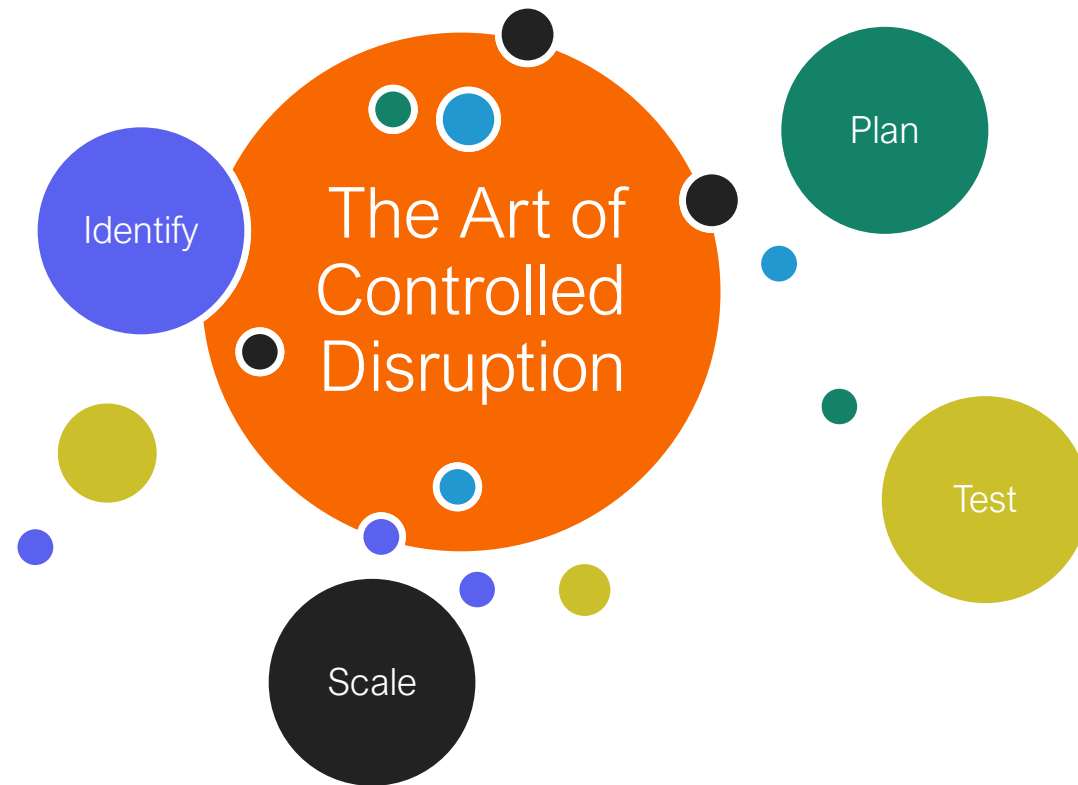 The Art of
Controlled
Disruption
Identify
Plan
Test
Scale